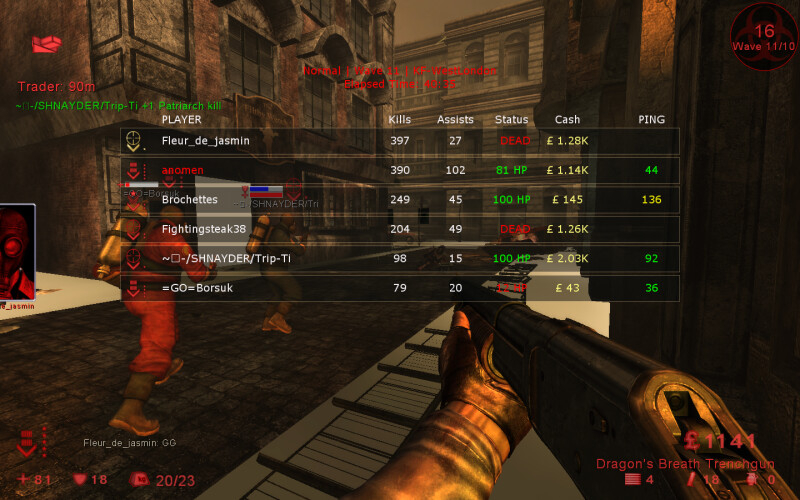 16
Wave 11/10
Trader: 90m
~□-/SHNAYDER/Trip-Ti +1 Patriarch kill
PLAYER Kills Assists Status Cash PING
Fleur_de_jasmin 397 27 DEAD £ 1.28K
anomen 390 102 81 HP £ 1.14K 44
=GO=Borsuk
Brochettes 249 45 100 HP £ 145 136
Fightingsteak38 204 49 DEAD £ 1.26K
~□-/SHNAYDER/Trip-Ti 98 15 100 HP £ 2.03K 92
=GO=Borsuk 79 20 HP £ 43 36
Fleur_de_jasmin: GG
£ 1141
Dragon's Breath Trenchgun
81 18 20/23 4 18 0